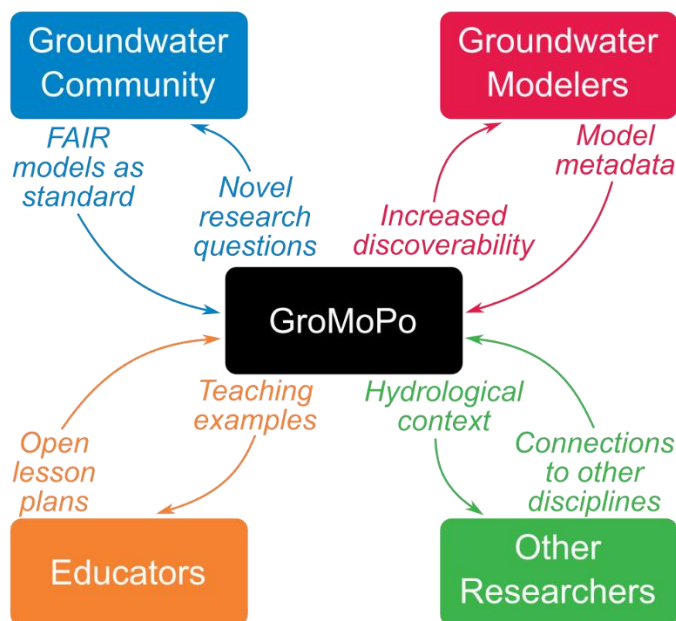 Groundwater
Community
Groundwater
Modelers
FAIR
models as
standard
Novel
research
questions
Increased
discoverability
Model
metadata
GroMoPo
Open
lesson
plans
Teaching
examples
Hydrological
context
Connections
to other
disciplines
Educators
Other
Researchers